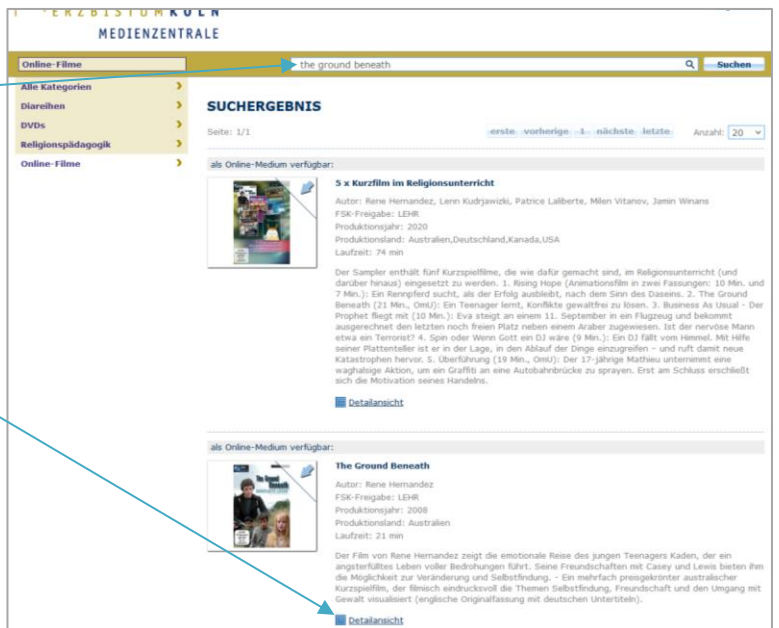 ERZBISTUM KÖLN
MEDIENZENTRALE
Online-Filme
the ground beneath
Suchen
Alle Kategorien
Diareihen
DVDs
Religionspädagogik
Online-Filme
SUCHERGEBNIS
Seite: 1/1
erste vorherige 1 nächste letzte
Anzahl: 20
als Online-Medium verfügbar:
5 x Kurzfilm im Religionsunterricht
Autor: Rene Hernandez, Lenn Kudrjawizki, Patrice Laliberte, Milen Vitanov, Jamin Winans
FSK-Freigabe: LEHR
Produktionsjahr: 2020
Produktionsland: Australien,Deutschland,Kanada,USA
Laufzeit: 74 min
Der Sampler enthält fünf Kurzspielfilme, die wie dafür gemacht sind, im Religionsunterricht (und
darüber hinaus) eingesetzt zu werden. 1. Rising Hope (Animationsfilm in zwei Fassungen: 10 Min. und
7 Min.): Ein Rennpferd sucht, als der Erfolg ausbleibt, nach dem Sinn des Daseins. 2. The Ground
Beneath (21 Min., OmU): Ein Teenager lernt, Konflikte gewaltfrei zu lösen. 3. Business As Usual - Der
Prophet fliegt mit (10 Min.): Eva steigt an einem 11. September in ein Flugzeug und bekommt
ausgerechnet den letzten noch freien Platz neben einem Araber zugewiesen. Ist der nervöse Mann
etwa ein Terrorist? 4. Spin oder Wenn Gott ein DJ wäre (9 Min.): Ein DJ fällt vom Himmel. Mit Hilfe
seiner Plattenteller ist er in der Lage, in den Ablauf der Dinge einzugreifen – und ruft damit neue
Katastrophen hervor. 5. Überführung (19 Min., OmU): Der 17-jährige Mathieu unternimmt eine
waghalsige Aktion, um ein Graffiti an eine Autobahnbrücke zu sprayen. Erst am Schluss erschließt
sich die Motivation seines Handelns.
Detailansicht
als Online-Medium verfügbar:
The Ground Beneath
Autor: Rene Hernandez
FSK-Freigabe: LEHR
Produktionsjahr: 2008
Produktionsland: Australien
Laufzeit: 21 min
Der Film von Rene Hernandez zeigt die emotionale Reise des jungen Teenagers Kaden, der ein
angsterfülltes Leben voller Bedrohungen führt. Seine Freundschaften mit Casey und Lewis bieten ihm
die Möglichkeit zur Veränderung und Selbstfindung. - Ein mehrfach preisgekrönter australischer
Kurzspielfilm, der filmisch eindrucksvoll die Themen Selbstfindung, Freundschaft und den Umgang mit
Gewalt visualisiert (englische Originalfassung mit deutschen Untertiteln).
Detailansicht